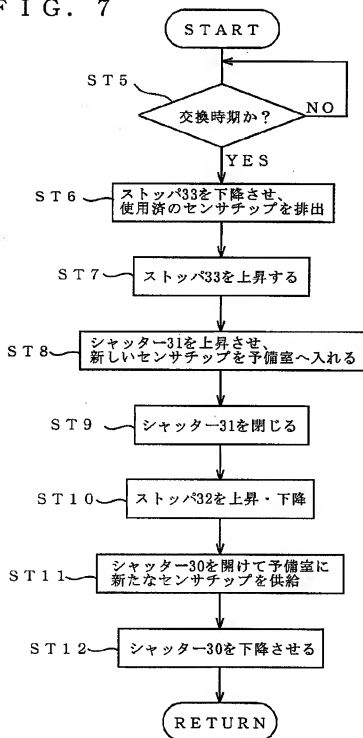 FIG. 7
START
ST5
交換時期か?
NO
YES
ST6
ストッパ33を下降させ、
使用済のセンサチップを排出
ST7
ストッパ33を上昇する
ST8
シャッター31を上昇させ、
新しいセンサチップを予備室へ入れる
ST9
シャッター31を閉じる
ST10
ストッパ32を上昇・下降
ST11
シャッター30を開けて予備室に
新たなセンサチップを供給
ST12
シャッター30を下降させる
RETURN